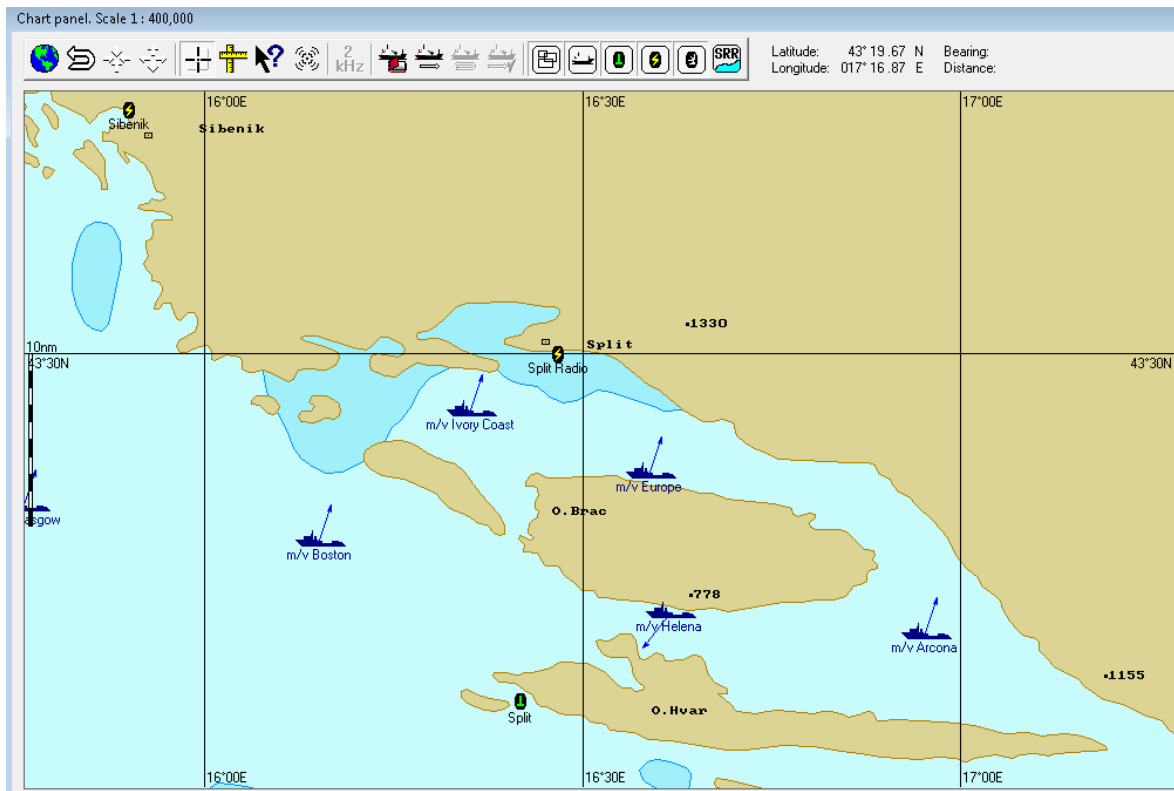 Chart panel. Scale 1 : 400,000
2 kHz
SRR
Latitude: 43° 19 .67 N Bearing:
Longitude: 017° 16 .87 E Distance:
16°00E 16°30E 17°00E
Sibenik
Sibenik
1330
Split
10nm
43°30N 43°30N
Split Radio
m/v Ivory Coast
m/v Europe
O.Brac
asgow
m/v Boston
778
m/v Helena
m/v Arcona
1155
O.Hvar
Split
16°00E 16°30E 17°00E